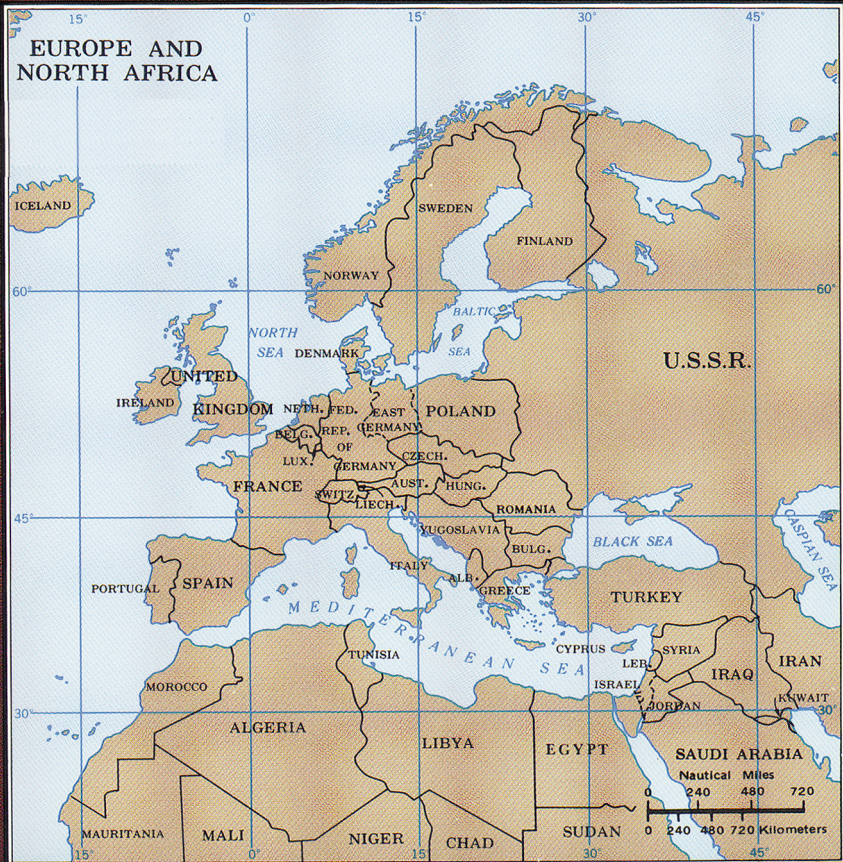 15° 0° 15° 30° 45°
EUROPE AND
NORTH AFRICA
ICELAND
SWEDEN
FINLAND
NORWAY
60° 60°
BALTIC
SEA
NORTH
SEA
DENMARK
U.S.S.R.
UNITED
KINGDOM
IRELAND
NETH.
FED.
REP.
OF
GERMANY
EAST
GERMANY
POLAND
BELG.
LUX.
CZECH.
FRANCE
SWITZ.
LIECH.
AUST.
HUNG.
ROMANIA
45° 45°
YUGOSLAVIA
BLACK SEA
CASPIAN SEA
BULG.
ITALY
ALB.
GREECE
PORTUGAL
SPAIN
TURKEY
MEDITERRANEAN SEA
CYPRUS
SYRIA
LEB.
IRAQ
IRAN
ISRAEL
JORDAN
KUWAIT
TUNISIA
MOROCCO
30° 30°
ALGERIA
LIBYA
EGYPT
SAUDI ARABIA
Nautical Miles
0 240 480 720
0 240 480 720 Kilometers
MAURITANIA
MALI
NIGER
CHAD
SUDAN
15° 0° 15° 30° 45°